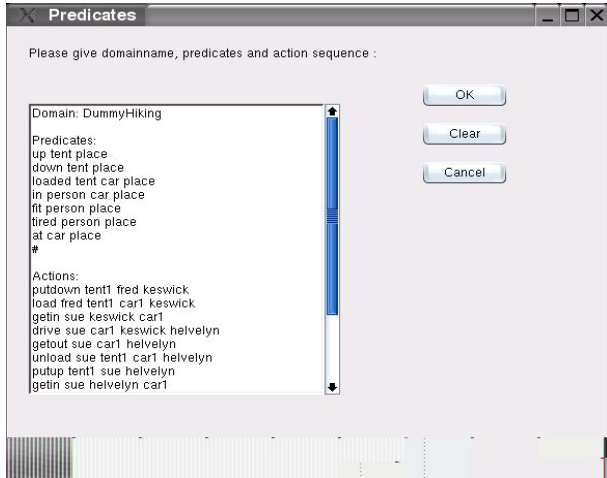 Predicates
Please give domainname, predicates and action sequence :
Domain: DummyHiking
Predicates:
up tent place
down tent place
loaded tent car place
in person car place
fit person place
tired person place
at car place
#
Actions:
putdown tent1 fred keswick
load fred tent1 car1 keswick
getin sue keswick car1
drive sue car1 keswick helvelyn
getout sue car1 helvelyn
unload sue tent1 car1 helvelyn
putup tent1 sue helvelyn
getin sue helvelyn car1
OK
Clear
Cancel